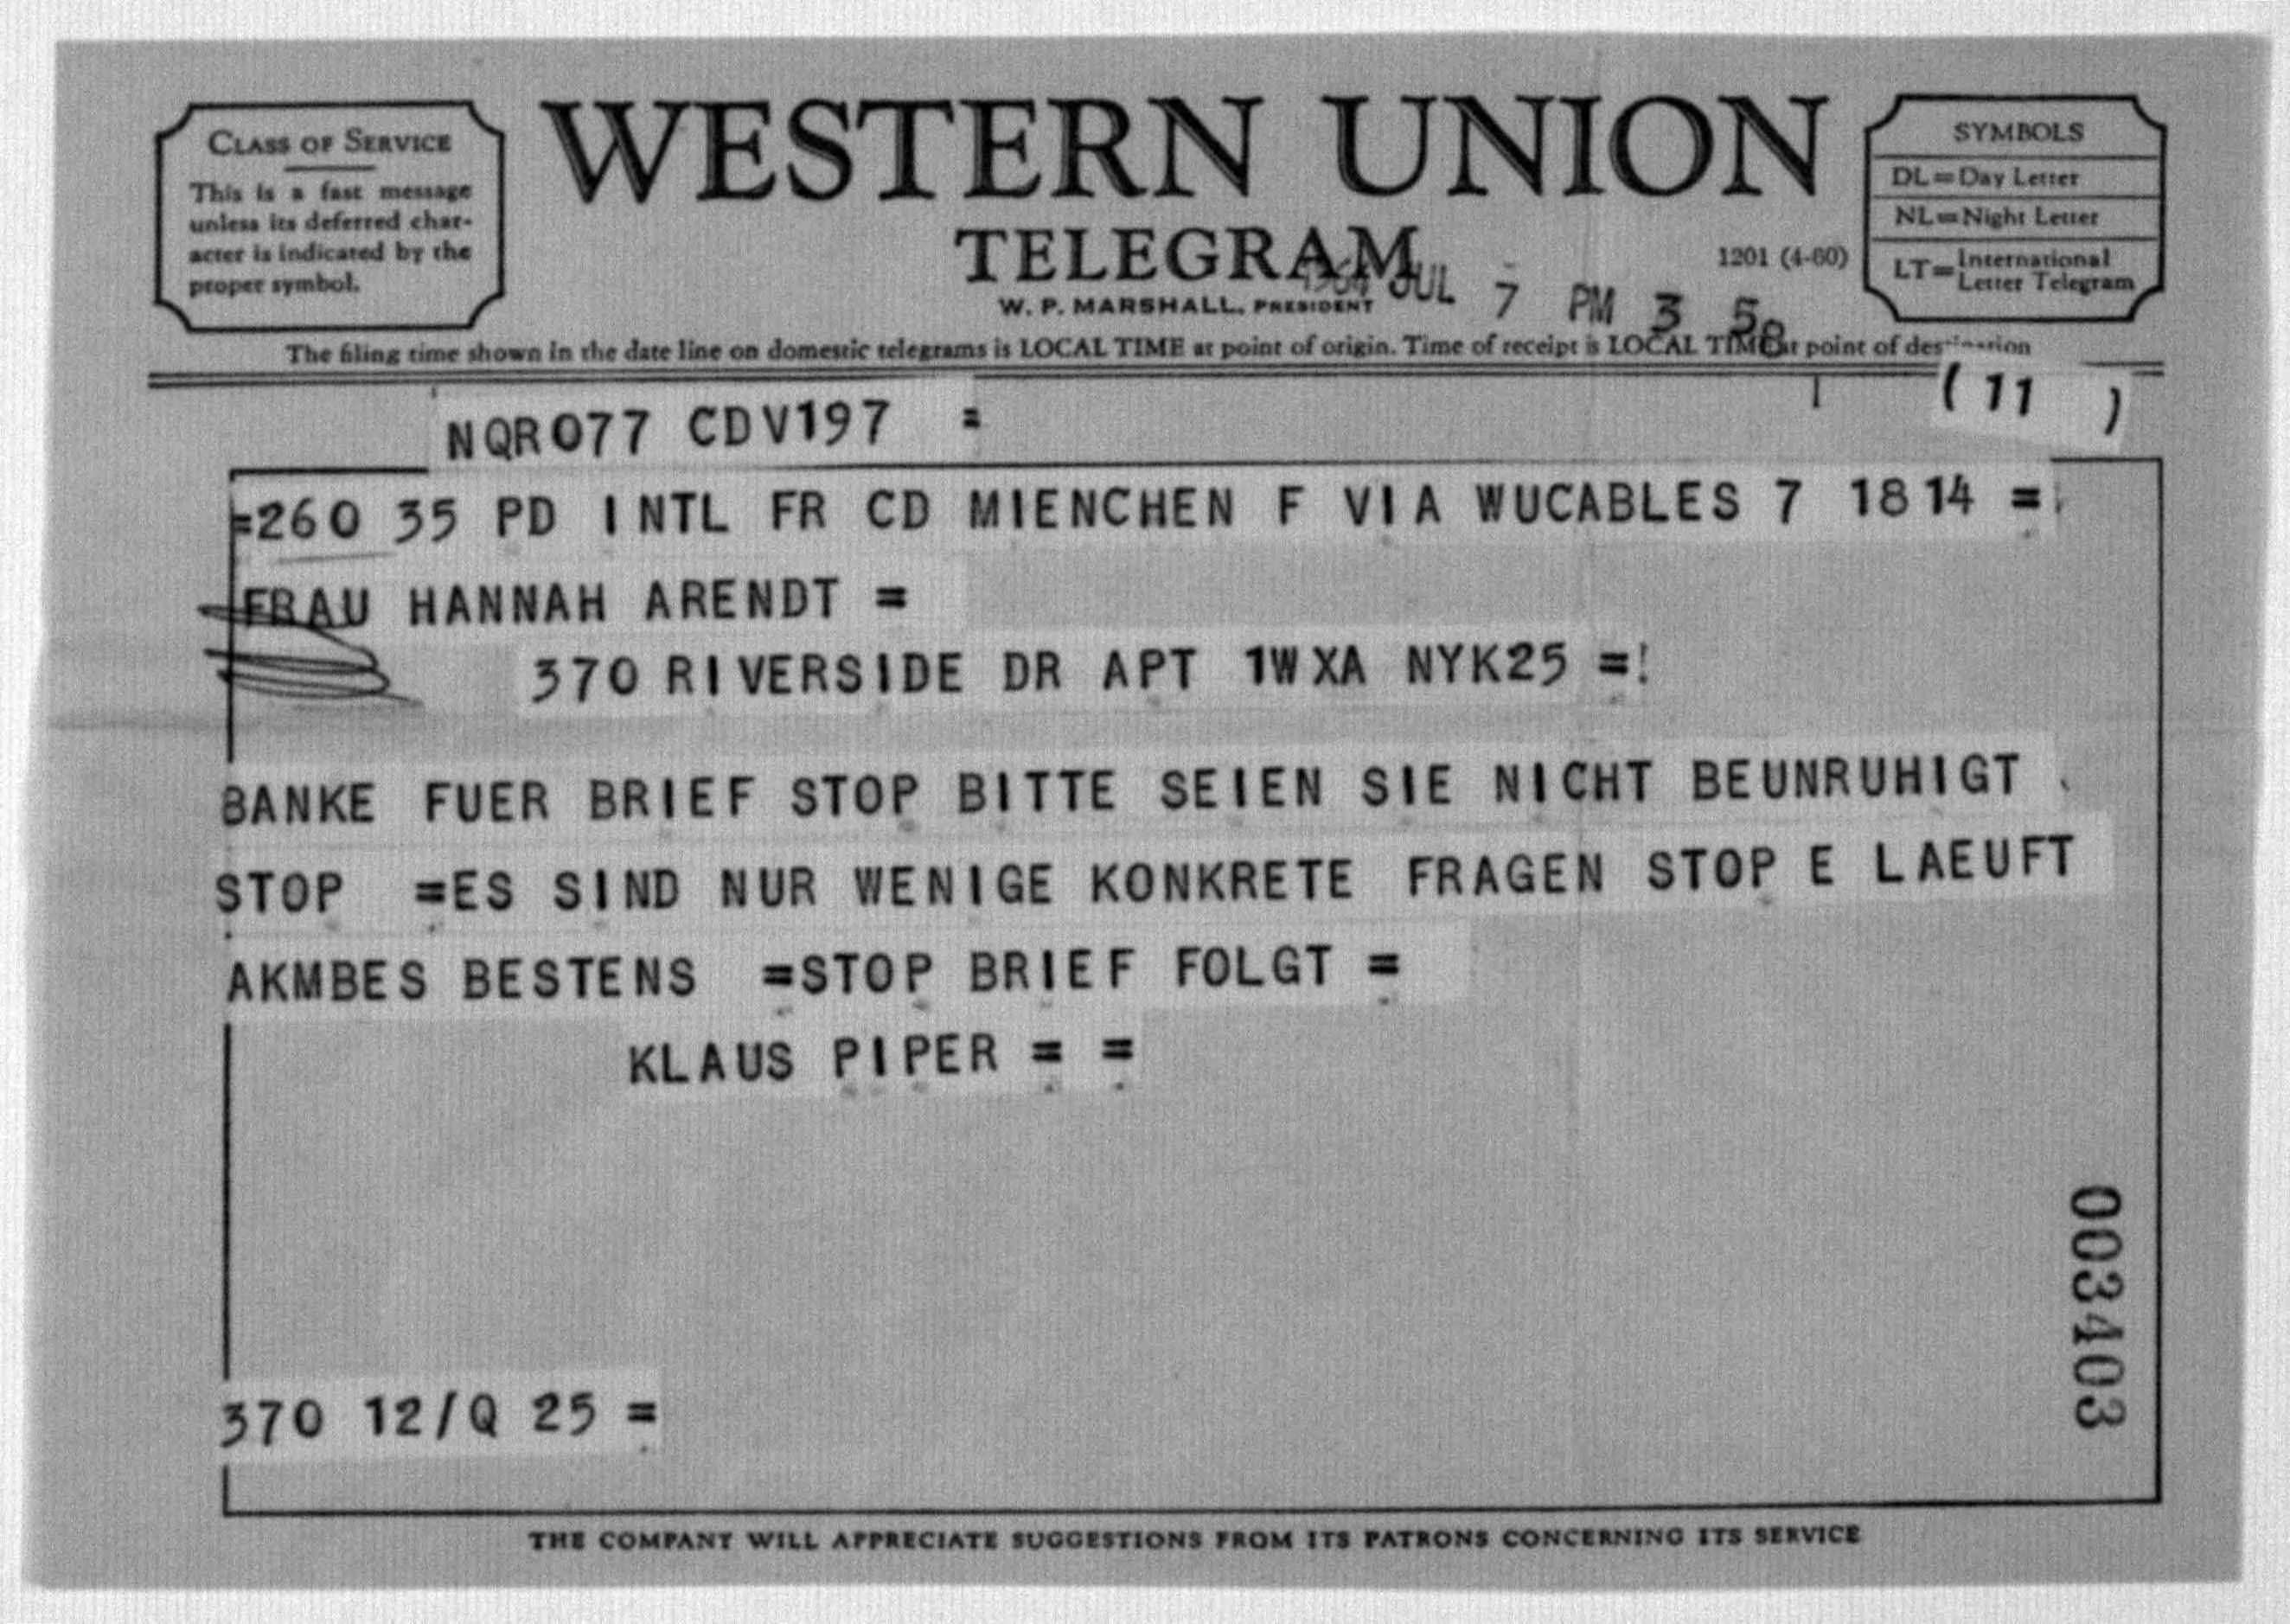 CLASS OF SERVICE
This is a fast message
unless its deferred char-
acter is indicated by the
proper symbol.
WESTERN UNION
TELEGRAM
W. P. MARSHALL, PRESIDENT
1964 JUL 7 PM 3 58
1201 (4-60)
SYMBOLS
DL=Day Letter
NL=Night Letter
LT=International Letter Telegram
The filing time shown in the date line on domestic telegrams is LOCAL TIME at point of origin. Time of receipt is LOCAL TIME at point of destination
(11 )
NQR077 CDV197 =
=260 35 PD INTL FR CD MIENCHEN F VIA WUCABLES 7 1814 =
FRAU HANNAH ARENDT =
370 RIVERSIDE DR APT 1WXA NYK25 =!
BANKE FUER BRIEF STOP BITTE SEIEN SIE NICHT BEUNRUHIGT
STOP =ES SIND NUR WENIGE KONKRETE FRAGEN STOP E LAEUFT
AKMBES BESTENS =STOP BRIEF FOLGT =
KLAUS PIPER = =
003403
370 12/Q 25 =
THE COMPANY WILL APPRECIATE SUGGESTIONS FROM ITS PATRONS CONCERNING ITS SERVICE